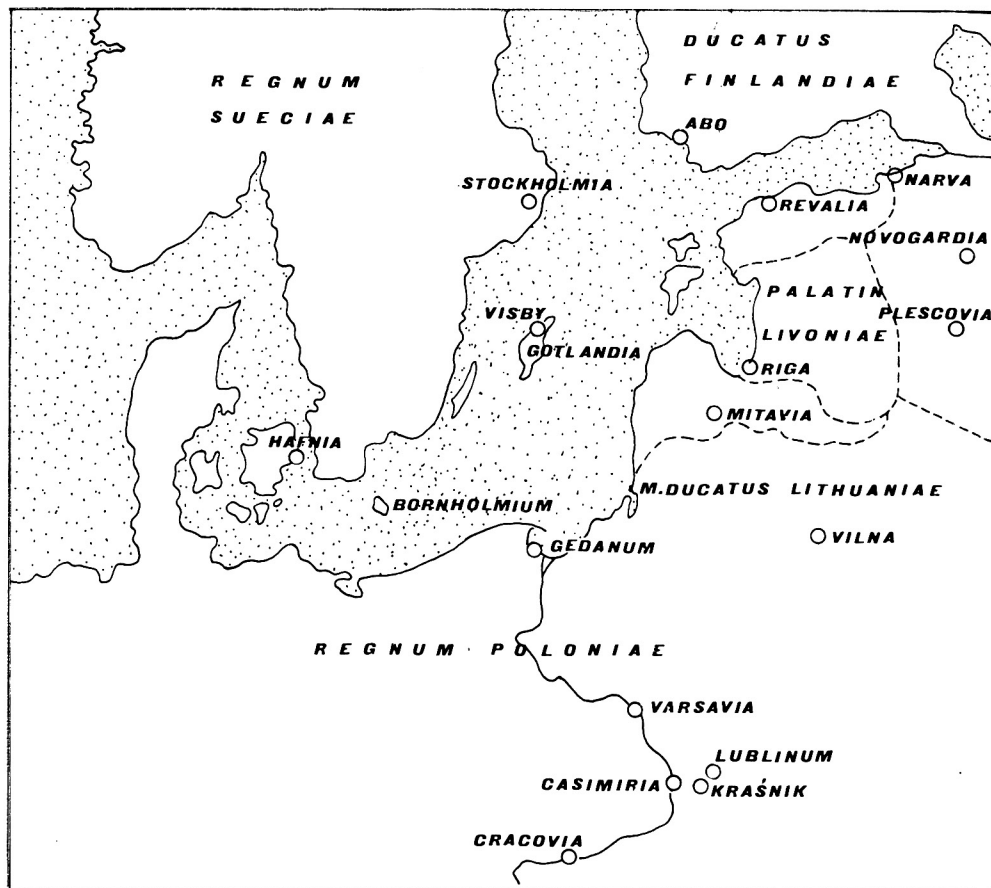 REGNUM
SUECIAE
DUCATUS
FINLANDIAE
ABO
STOCKHOLMIA
NARVA
REVALIA
NOVOGARDIA
PALATIN
LIVONIAE
PLESCOVIA
VISBY
GOTLANDIA
RIGA
MITAVIA
HAFNIA
BORNHOLMIUM
M. DUCATUS LITHUANIAE
GEDANUM
VILNA
REGNUM POLONIAE
VARSAVIA
LUBLINUM
CASIMIRIA
KRAŚNIK
CRACOVIA